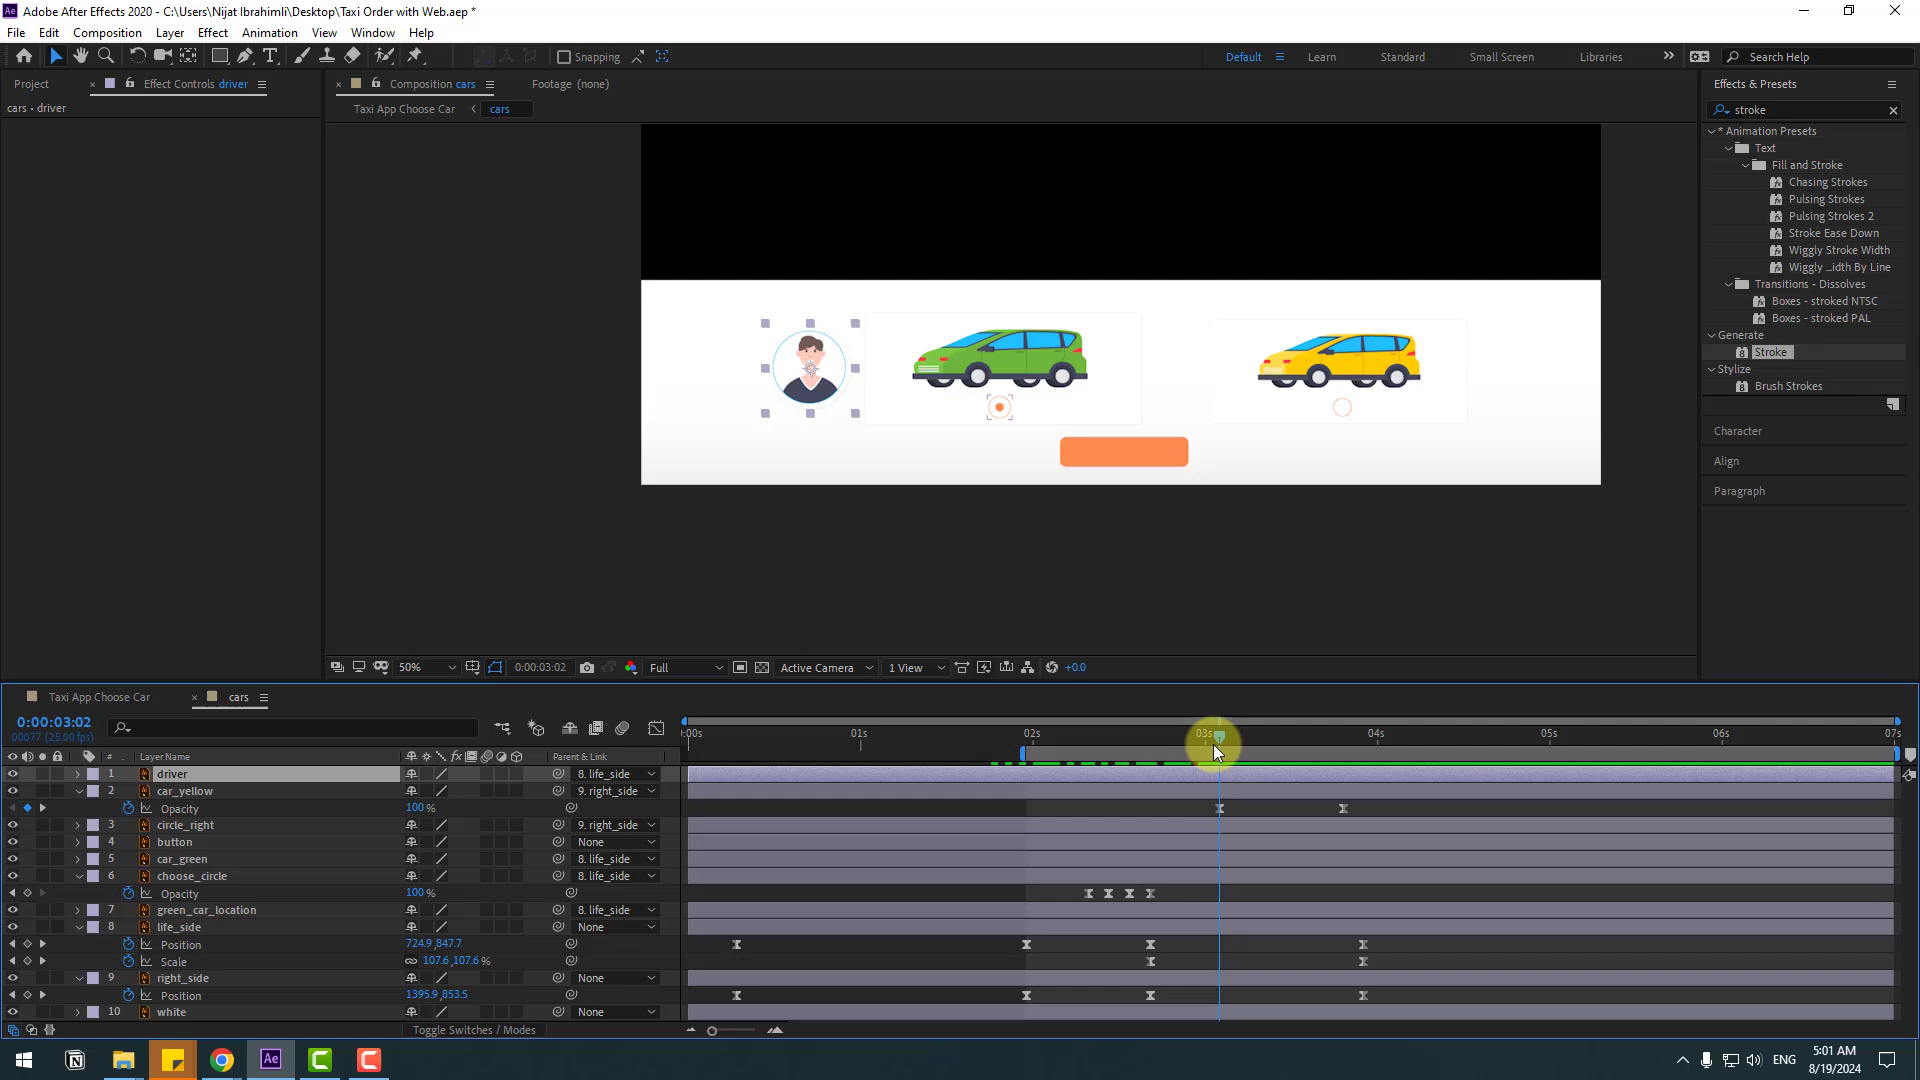 Adobe After Effects 2020 - C:\Users\Nijat Ibrahimli\Desktop\Taxi Order with Web.aep *
File Edit Composition Layer Effect Animation View Window Help
Snapping
Default Learn Standard Small Screen Libraries
Search Help
Project
Effect Controls driver
Composition cars
Footage (none)
Effects & Presets
cars • driver
Taxi App Choose Car
cars
stroke
* Animation Presets
Text
Fill and Stroke
Chasing Strokes
Pulsing Strokes
Pulsing Strokes 2
Stroke Ease Down
Wiggly Stroke Width
Wiggly ...idth By Line
Transitions - Dissolves
Boxes - stroked NTSC
Boxes - stroked PAL
Generate
Stroke
Stylize
Brush Strokes
Character
Align
Paragraph
50% 0:00:03:02 Full Active Camera 1 View +0.0
Taxi App Choose Car
cars
0:00:03:02
00077 (25.00 fps)
:00s 01s 02s 03s 04s 05s 06s 07s
# Layer Name Parent & Link
1 driver 8. life_side
2 car_yellow 9. right_side
Opacity 100 %
3 circle_right 9. right_side
4 button None
5 car_green 8. life_side
6 choose_circle 8. life_side
Opacity 100 %
7 green_car_location 8. life_side
8 life_side None
Position 724.9,847.7
Scale 107.6,107.6 %
9 right_side None
Position 1395.9,853.5
10 white None
Toggle Switches / Modes
ENG
5:01 AM
8/19/2024